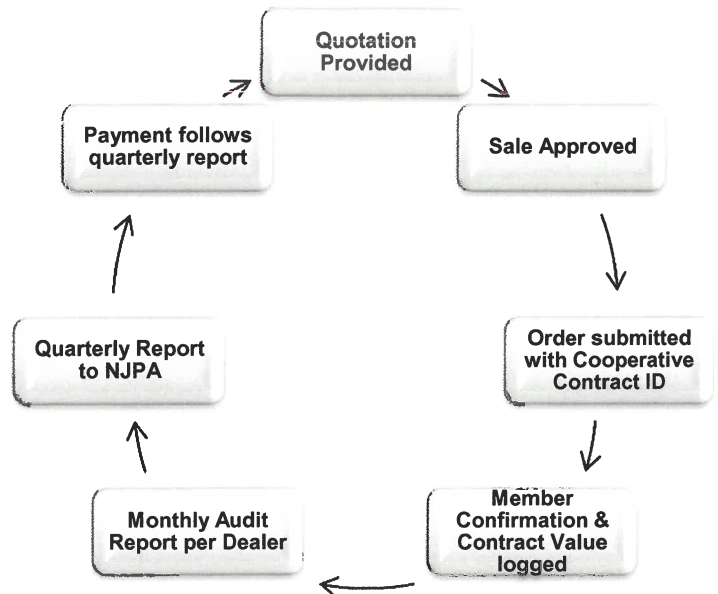 Quotation
Provided
Sale Approved
Order submitted
with Cooperative
Contract ID
Member
Confirmation &
Contract Value
logged
Monthly Audit
Report per Dealer
Quarterly Report
to NJPA
Payment follows
quarterly report